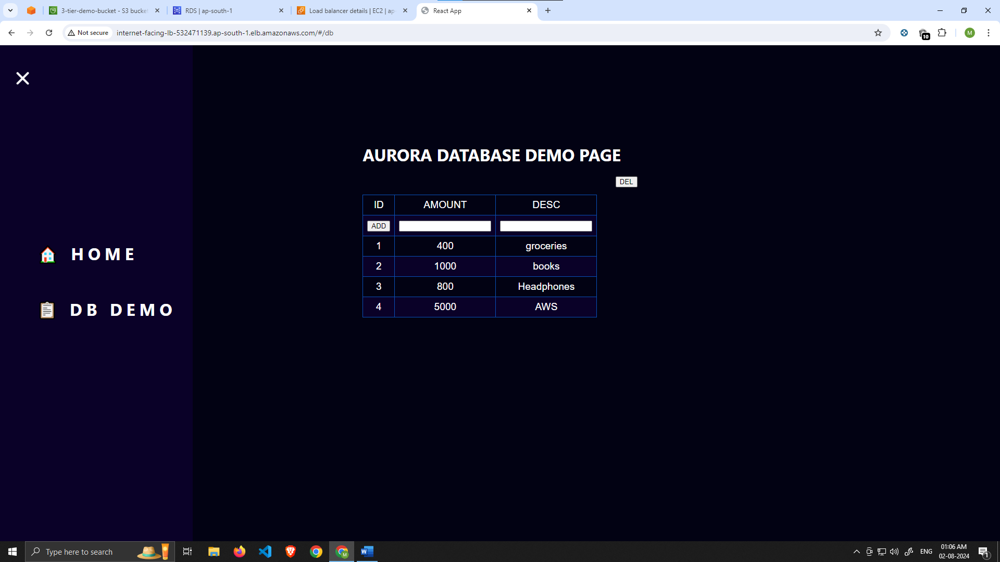 3-tier-demo-bucket - S3 bucket
RDS | ap-south-1
Load balancer details | EC2 | ap-
React App
Not secure
internet-facing-lb-532471139.ap-south-1.elb.amazonaws.com/#/db
10
M
AURORA DATABASE DEMO PAGE
DEL
ID AMOUNT DESC
ADD
1 400 groceries
2 1000 books
3 800 Headphones
4 5000 AWS
HOME
DB DEMO
Type here to search
M
W
ENG
01:06 AM
02-08-2024
1